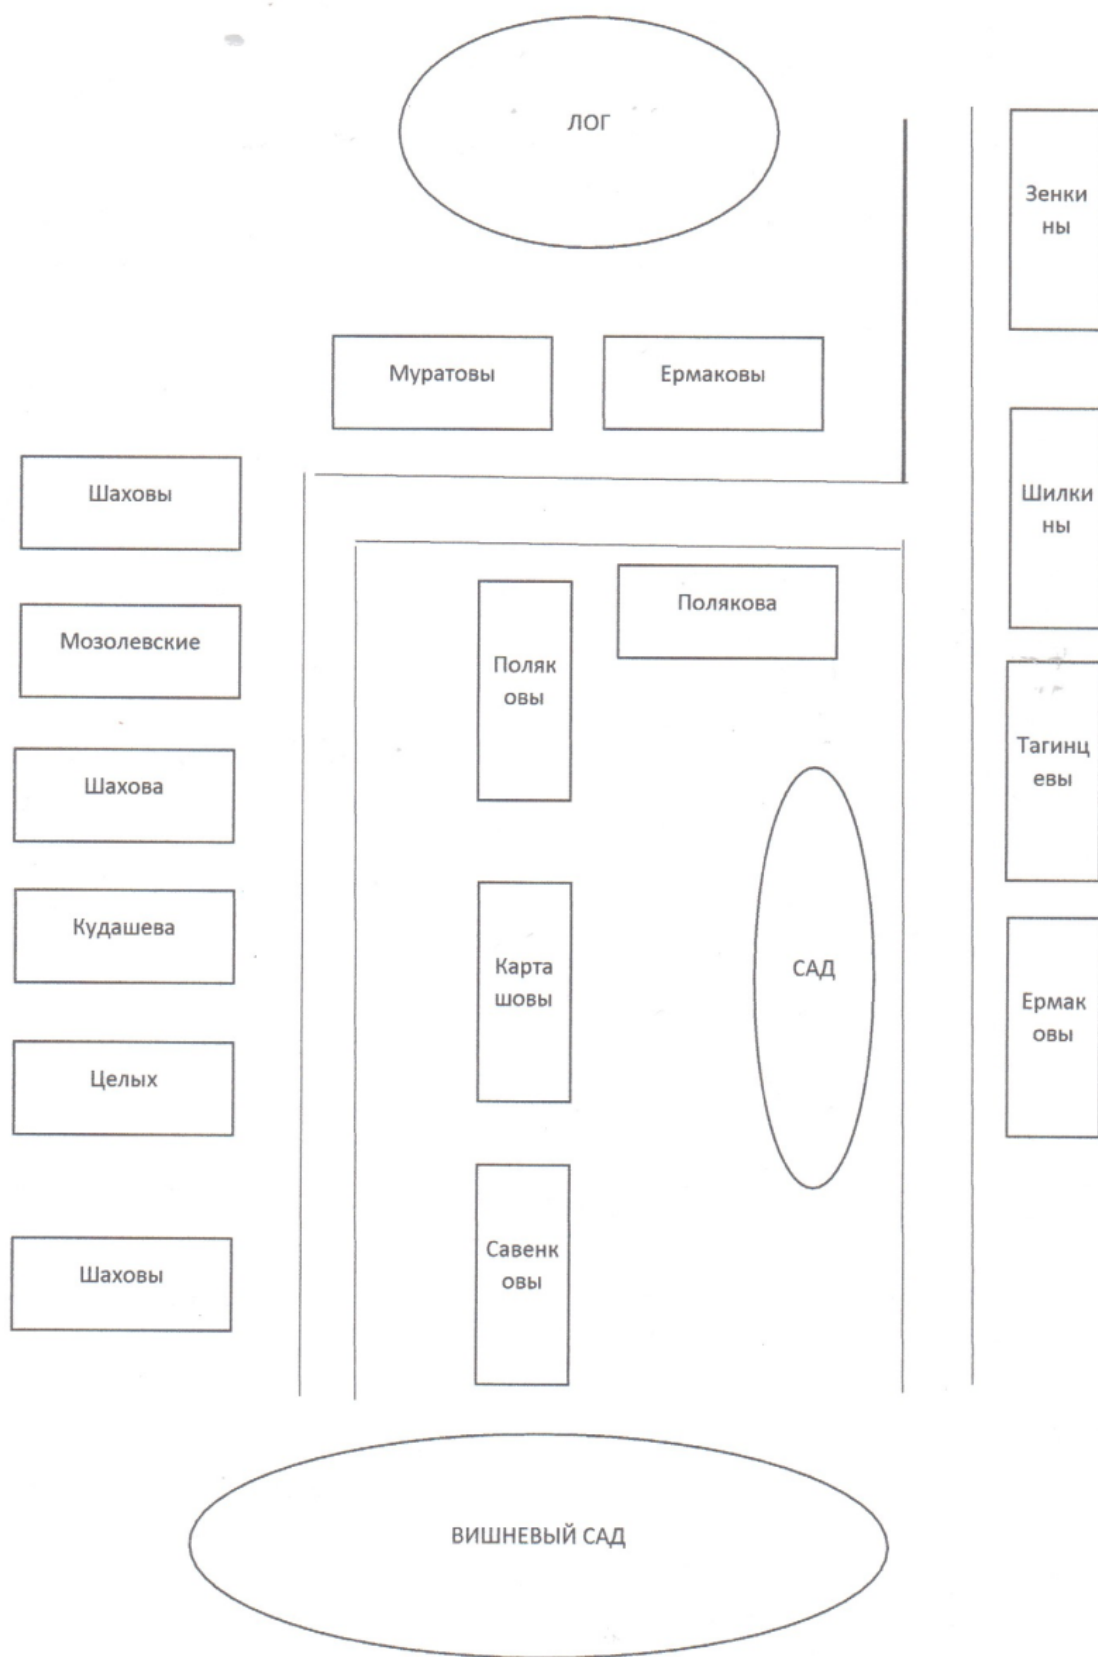 ЛОГ
Зенки
ны
Муратовы
Ермаковы
Шаховы
Шилки
ны
Мозолевские
Поляк
овы
Полякова
Тагинц
евы
Шахова
Кудашева
Карта
шовы
САД
Ермак
овы
Целых
Савенк
овы
Шаховы
ВИШНЕВЫЙ САД